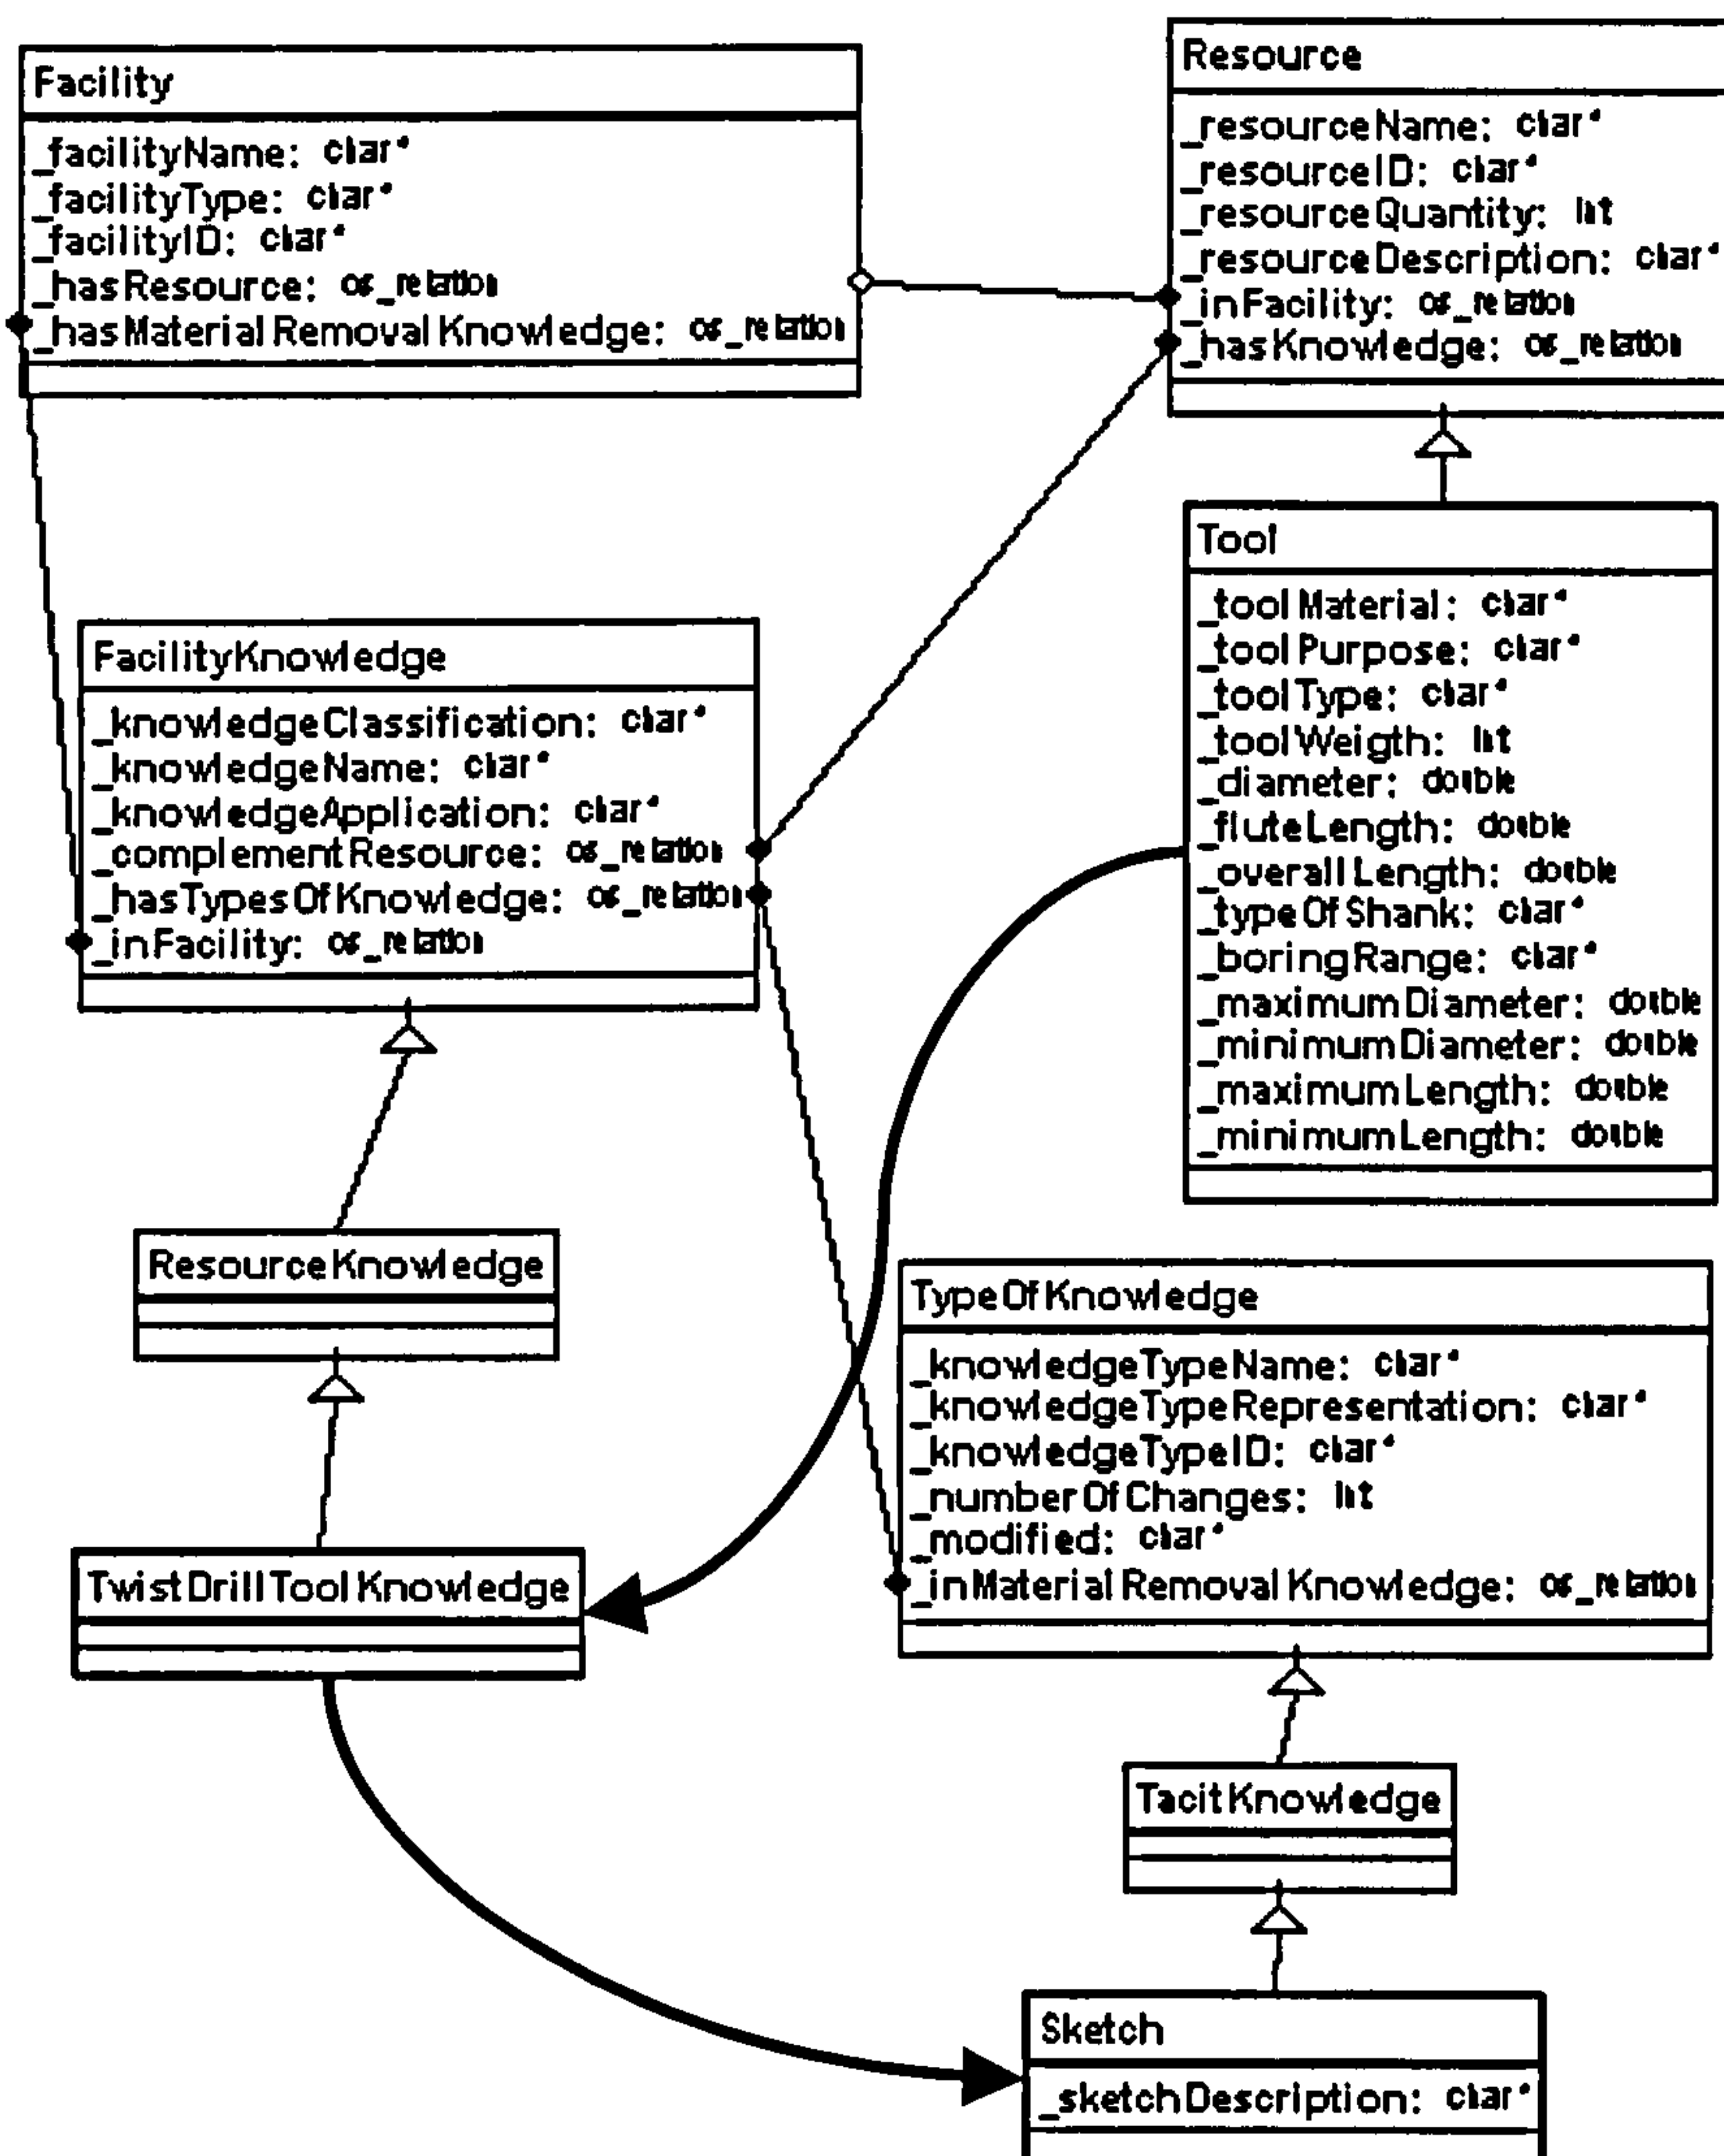 Facility
_facilityName: char*
_facilityType: char*
_facilityID: char*
_hasResource: os_relation
_hasMaterialRemovalKnowledge: os_relation
Resource
_resourceName: char*
_resourceID: char*
_resourceQuantity: int
_resourceDescription: char*
_inFacility: os_relation
_hasKnowledge: os_relation
Tool
_toolMaterial: char*
_toolPurpose: char*
_toolType: char*
_toolWeigth: int
_diameter: double
_fluteLength: double
_overallLength: double
_typeOfShank: char*
_boringRange: char*
_maximumDiameter: double
_minimumDiameter: double
_maximumLength: double
_minimumLength: double
FacilityKnowledge
_knowledgeClassification: char*
_knowledgeName: char*
_knowledgeApplication: char*
_complementResource: os_relation
_hasTypesOfKnowledge: os_relation
_inFacility: os_relation
ResourceKnowledge
TypeOfKnowledge
_knowledgeTypeName: char*
_knowledgeTypeRepresentation: char*
_knowledgeTypeID: char*
_numberOfChanges: int
_modified: char*
_inMaterialRemovalKnowledge: os_relation
TwistDrillToolKnowledge
TacitKnowledge
Sketch
_sketchDescription: char*